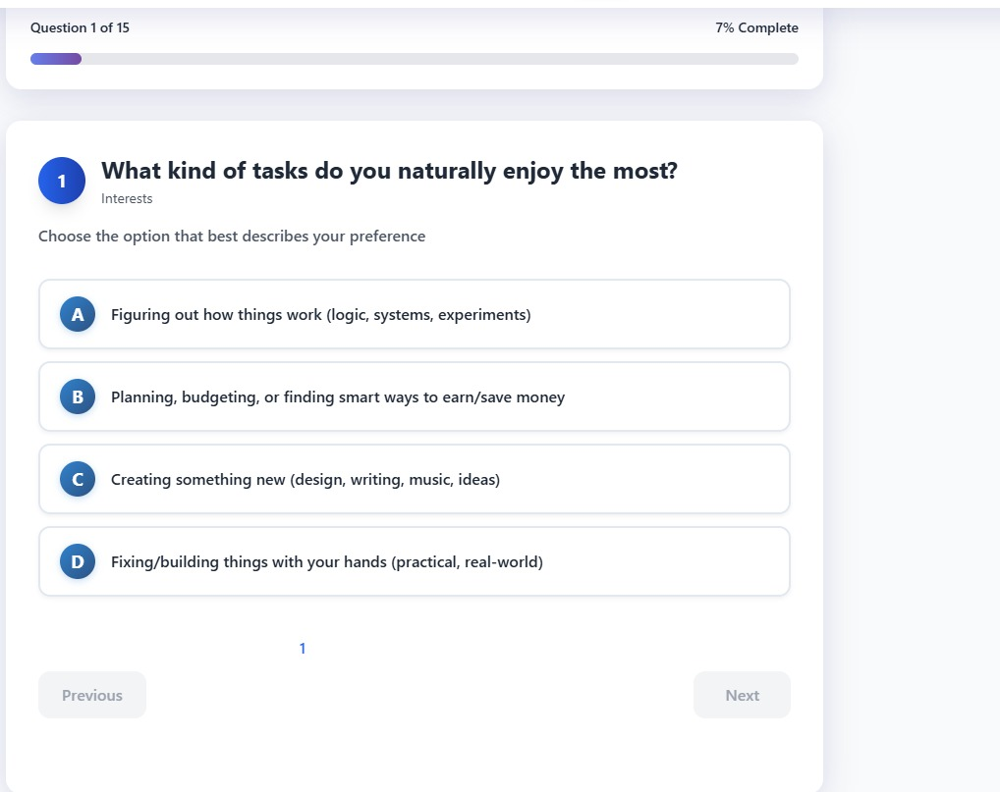 Question 1 of 15
7% Complete
1
What kind of tasks do you naturally enjoy the most?
Interests
Choose the option that best describes your preference
A
Figuring out how things work (logic, systems, experiments)
B
Planning, budgeting, or finding smart ways to earn/save money
C
Creating something new (design, writing, music, ideas)
D
Fixing/building things with your hands (practical, real-world)
1
Previous
Next